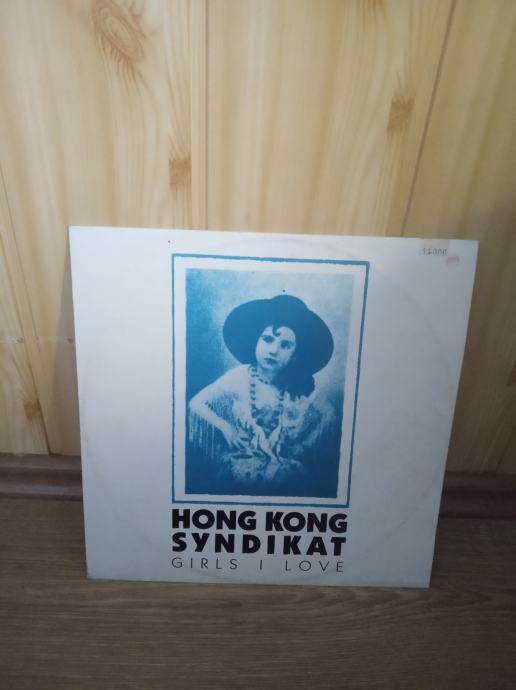 HONG KONG
SYNDIKAT
GIRLS I LOVE